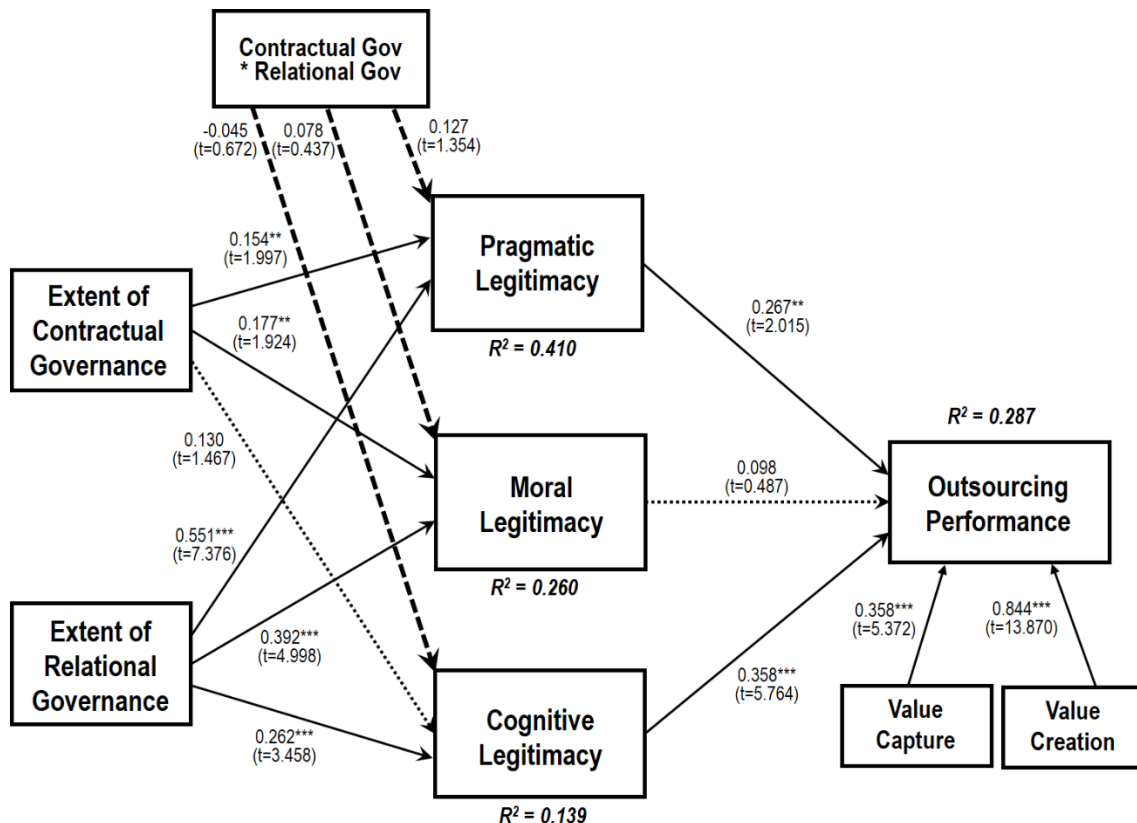 Contractual Gov
* Relational Gov
-0.045
(t=0.672)
0.078
(t=0.437)
0.127
(t=1.354)
Pragmatic
Legitimacy
R² = 0.410
0.154**
(t=1.997)
Extent of
Contractual
Governance
0.177**
(t=1.924)
0.130
(t=1.467)
0.267**
(t=2.015)
R² = 0.287
Outsourcing
Performance
Moral
Legitimacy
R² = 0.260
0.098
(t=0.487)
0.551***
(t=7.376)
Extent of
Relational
Governance
0.392***
(t=4.998)
0.262***
(t=3.458)
Cognitive
Legitimacy
R² = 0.139
0.358***
(t=5.764)
0.358***
(t=5.372)
0.844***
(t=13.870)
Value
Capture
Value
Creation